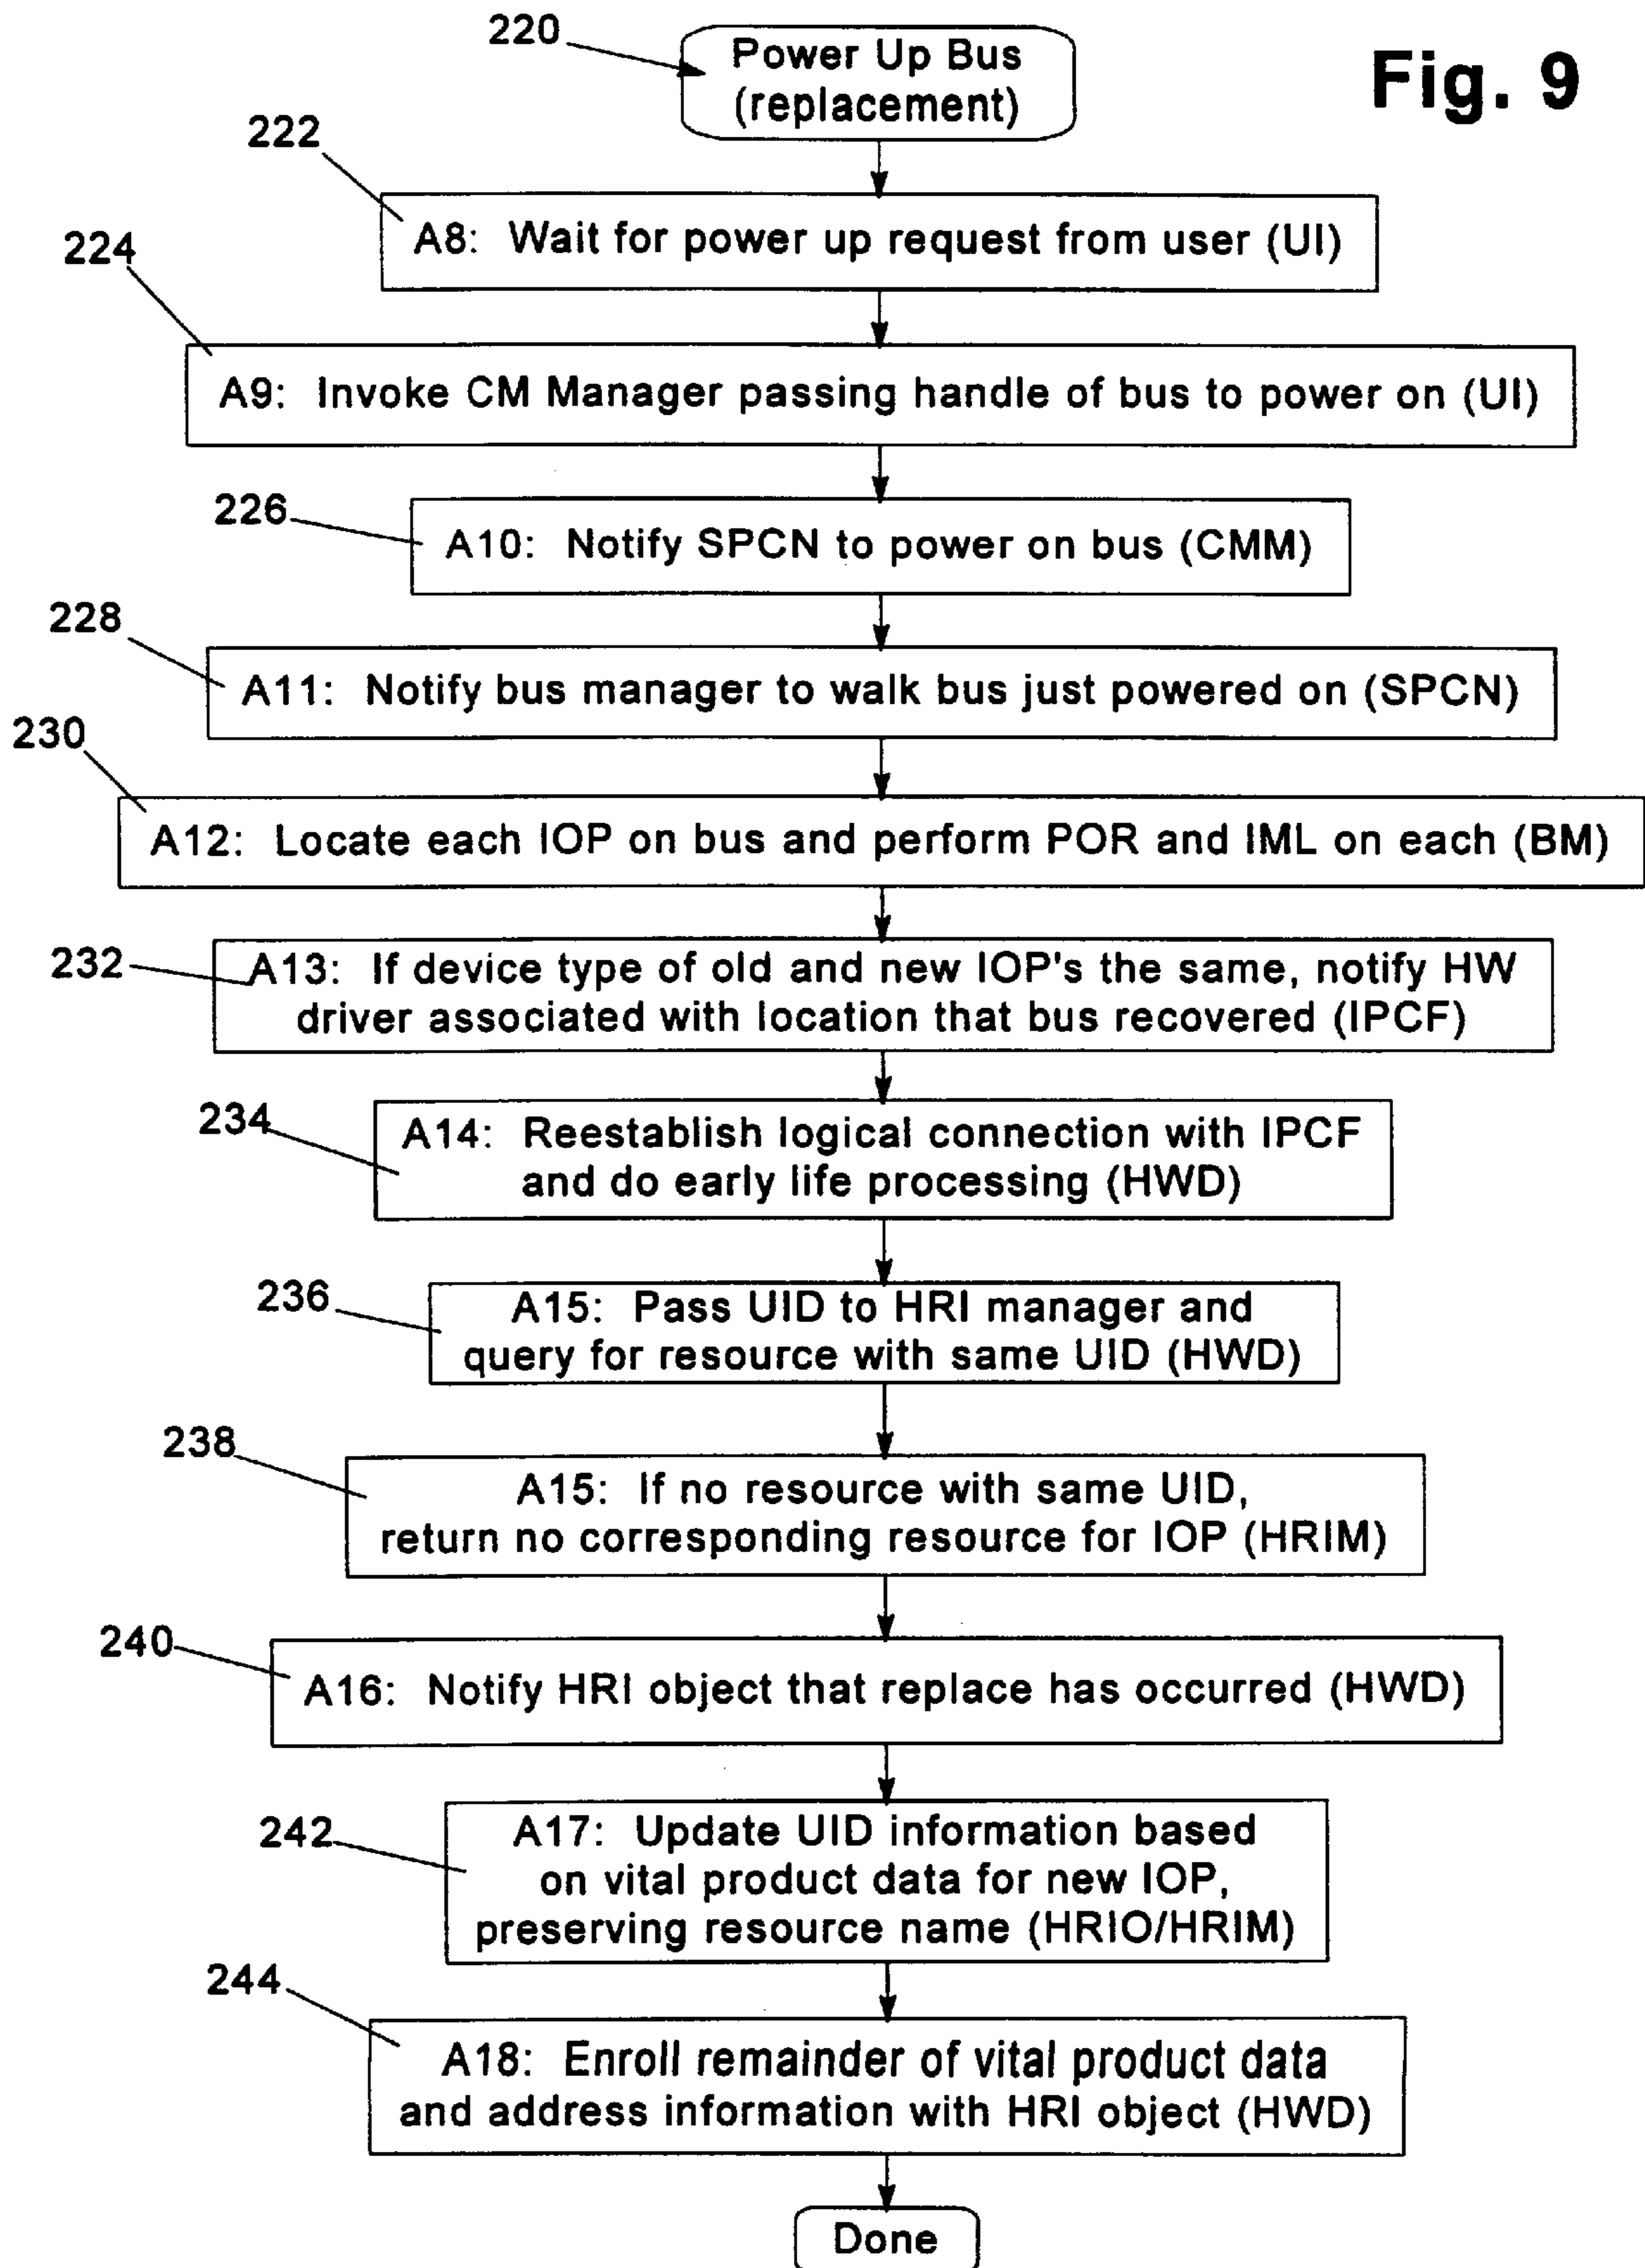 220
Power Up Bus
(replacement)
Fig. 9
222
A8: Wait for power up request from user (UI)
224
A9: Invoke CM Manager passing handle of bus to power on (UI)
226
A10: Notify SPCN to power on bus (CMM)
228
A11: Notify bus manager to walk bus just powered on (SPCN)
230
A12: Locate each IOP on bus and perform POR and IML on each (BM)
232
A13: If device type of old and new IOP's the same, notify HW
driver associated with location that bus recovered (IPCF)
234
A14: Reestablish logical connection with IPCF
and do early life processing (HWD)
236
A15: Pass UID to HRI manager and
query for resource with same UID (HWD)
238
A15: If no resource with same UID,
return no corresponding resource for IOP (HRIM)
240
A16: Notify HRI object that replace has occurred (HWD)
242
A17: Update UID information based
on vital product data for new IOP,
preserving resource name (HRIO/HRIM)
244
A18: Enroll remainder of vital product data
and address information with HRI object (HWD)
Done